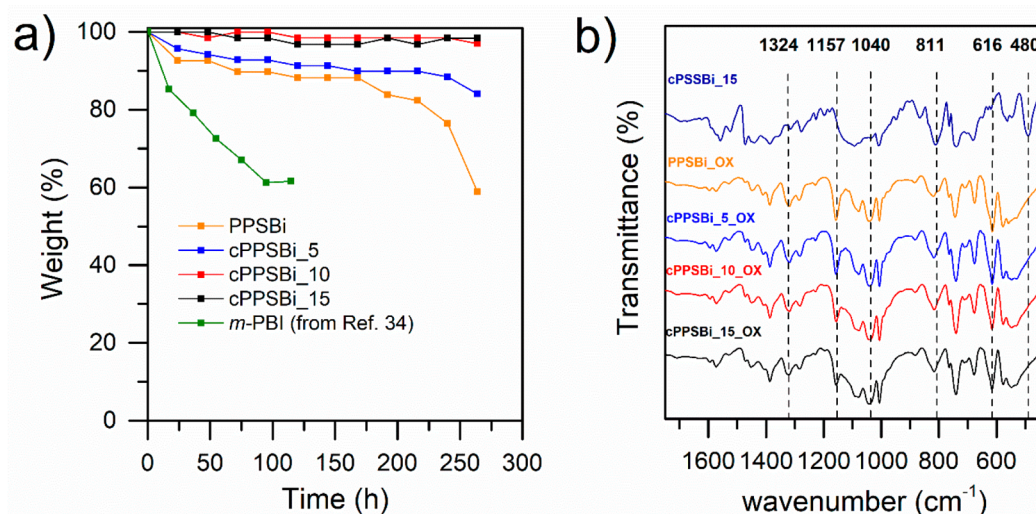 a)
Weight (%)
100
80
60
40
20
0
PPSBi
cPPSBi_5
cPPSBi_10
cPPSBi_15
m-PBI (from Ref. 34)
0 50 100 150 200 250 300
Time (h)
b)
1324 1157 1040 811 616 480
Transmittance (%)
cPSSBi_15
PPSBi_OX
cPPSBi_5_OX
cPPSBi_10_OX
cPPSBi_15_OX
1600 1400 1200 1000 800 600
wavenumber (cm⁻¹)